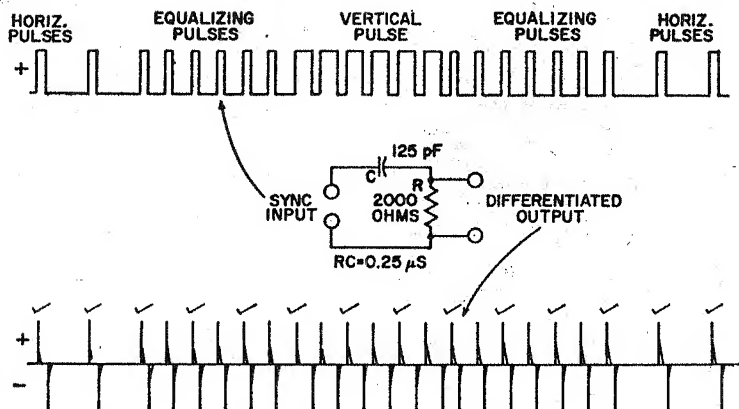 HORIZ. PULSES
EQUALIZING PULSES
VERTICAL PULSE
EQUALIZING PULSES
HORIZ. PULSES
+
125 pF
C
R
SYNC INPUT
2000 OHMS
DIFFERENTIATED OUTPUT
RC=0.25 µS
+
−